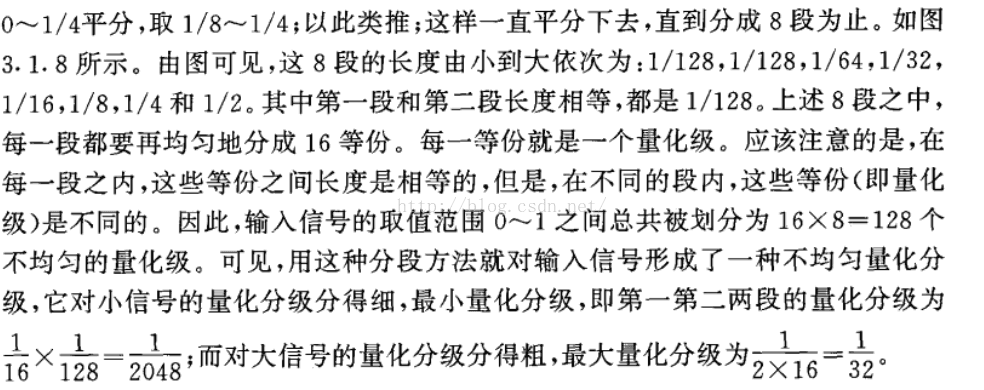 0～1/4平分,取 1/8～1/4;以此类推;这样一直平分下去,直到分成 8 段为止。如图
3.1.8 所示。由图可见,这 8 段的长度由小到大依次为:1/128,1/128,1/64,1/32,
1/16,1/8,1/4 和 1/2。其中第一段和第二段长度相等,都是 1/128。上述 8 段之中,
每一段都要再均匀地分成 16 等份。每一等份就是一个量化级。应该注意的是,在
每一段之内,这些等份之间长度是相等的,但是,在不同的段内,这些等份(即量化
级)是不同的。因此,输入信号的取值范围 0～1 之间总共被划分为 16×8=128 个
http://blog.csdn.net/
不均匀的量化级。可见,用这种分段方法就对输入信号形成了一种不均匀量化分
级,它对小信号的量化分级分得细,最小量化分级,即第一第二两段的量化分级为
1/16×1/128=1/2048;而对大信号的量化分级分得粗,最大量化分级为1/2×16=1/32。